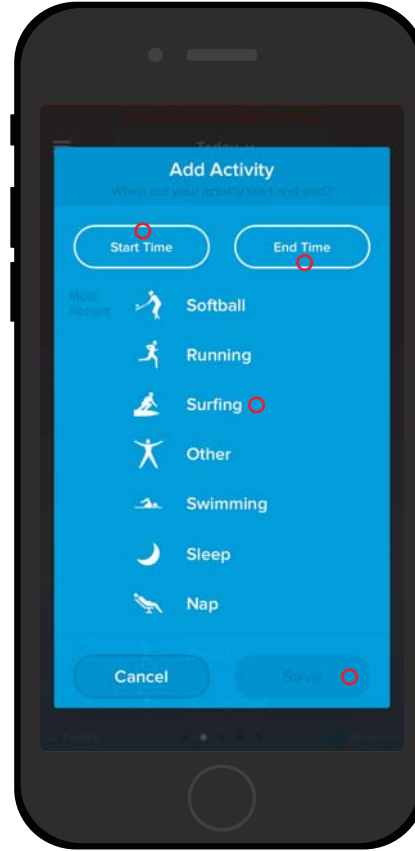 Today
Add Activity
When did your activity start and end?
Start Time
End Time
Most
Recent
Softball
Running
Surfing
Other
Swimming
Sleep
Nap
Cancel
Save